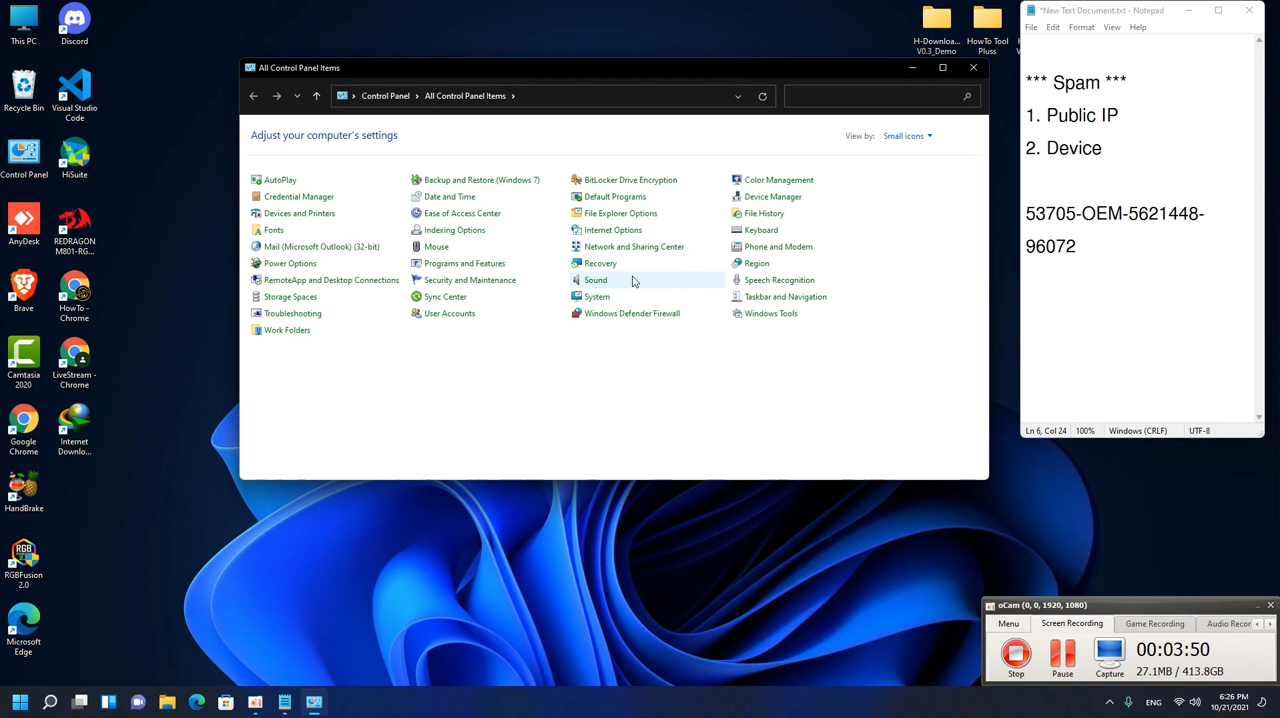 This PC
Discord
Recycle Bin
Visual Studio
Code
Control Panel
HiSuite
AnyDesk
REDRAGON
M801-RG...
Brave
HowTo -
Chrome
Camtasia
2020
LiveStream -
Chrome
Google
Chrome
Internet
Downlo...
HandBrake
RGBFusion
2.0
Microsoft
Edge
H-Downloa...
V0.3_Demo
HowTo Tool
Pluss
All Control Panel Items
Control Panel > All Control Panel Items >
Adjust your computer's settings
View by: Small icons
AutoPlay
Backup and Restore (Windows 7)
BitLocker Drive Encryption
Color Management
Credential Manager
Date and Time
Default Programs
Device Manager
Devices and Printers
Ease of Access Center
File Explorer Options
File History
Fonts
Indexing Options
Internet Options
Keyboard
Mail (Microsoft Outlook) (32-bit)
Mouse
Network and Sharing Center
Phone and Modem
Power Options
Programs and Features
Recovery
Region
RemoteApp and Desktop Connections
Security and Maintenance
Sound
Speech Recognition
Storage Spaces
Sync Center
System
Taskbar and Navigation
Troubleshooting
User Accounts
Windows Defender Firewall
Windows Tools
Work Folders
*New Text Document.txt - Notepad
File Edit Format View Help
*** Spam ***
1. Public IP
2. Device
53705-OEM-5621448-
96072
Ln 6, Col 24 100% Windows (CRLF) UTF-8
oCam (0, 0, 1920, 1080)
Menu Screen Recording Game Recording Audio Recor
Stop Pause Capture
00:03:50
27.1MB / 413.8GB
ENG
6:26 PM
10/21/2021